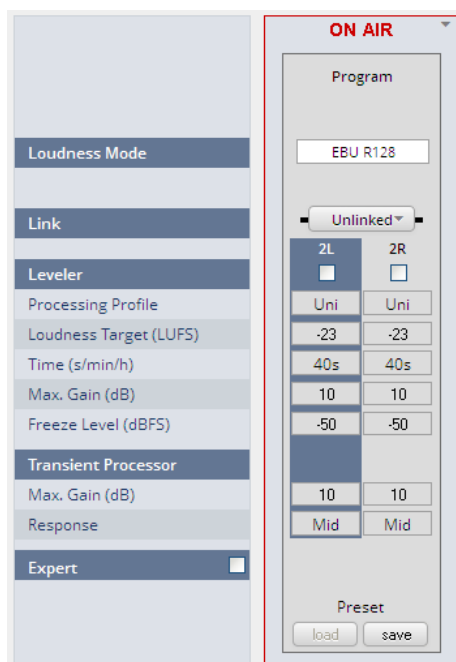 ON AIR
Program
Loudness Mode EBU R128
Link Unlinked
2L 2R
Leveler
Processing Profile Uni Uni
Loudness Target (LUFS) -23 -23
Time (s/min/h) 40s 40s
Max. Gain (dB) 10 10
Freeze Level (dBFS) -50 -50
Transient Processor
Max. Gain (dB) 10 10
Response Mid Mid
Expert
Preset
load save